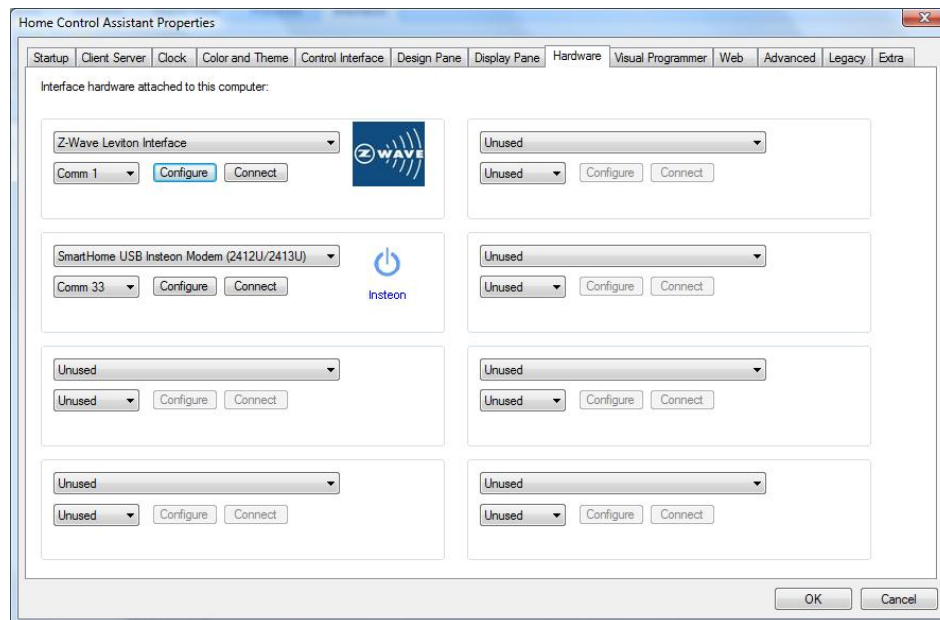 Home Control Assistant Properties
Startup Client Server Clock Color and Theme Control Interface Design Pane Display Pane Hardware Visual Programmer Web Advanced Legacy Extra
Interface hardware attached to this computer:
Z-Wave Leviton Interface
Comm 1 Configure Connect
Z WAVE
Unused
Unused Configure Connect
SmartHome USB Insteon Modem (2412U/2413U)
Comm 33 Configure Connect
Insteon
Unused
Unused Configure Connect
Unused
Unused Configure Connect
Unused
Unused Configure Connect
Unused
Unused Configure Connect
Unused
Unused Configure Connect
OK Cancel